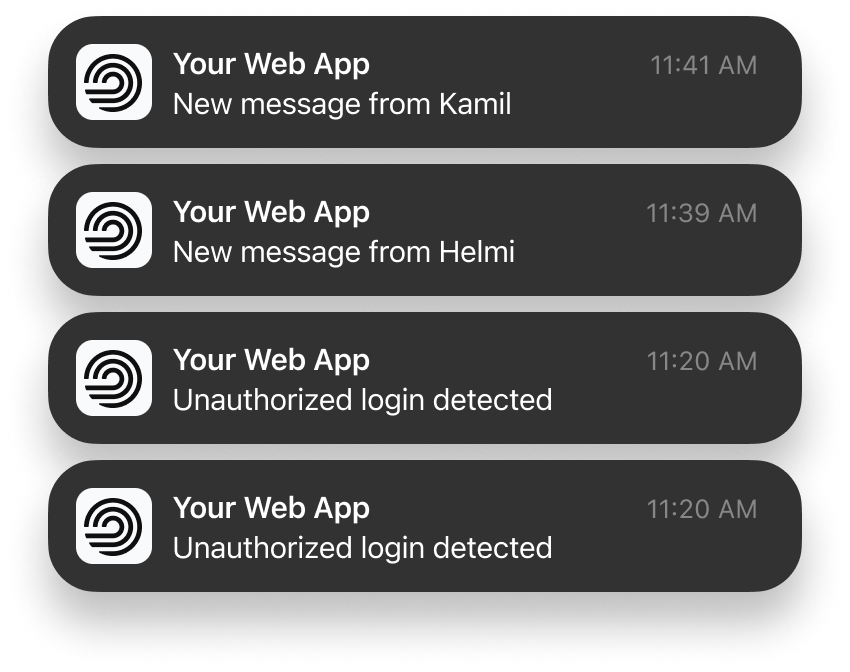 Your Web App 11:41 AM
New message from Kamil
Your Web App 11:39 AM
New message from Helmi
Your Web App 11:20 AM
Unauthorized login detected
Your Web App 11:20 AM
Unauthorized login detected